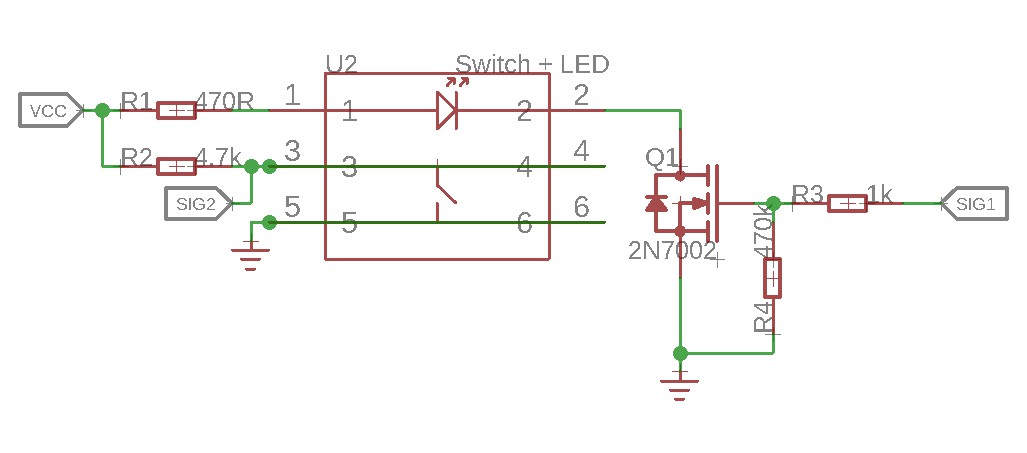 U2 Switch + LED
VCC R1 470R 1 1 2 2
R2 4.7k 3 3 4 4
SIG2 5 5 6 6
Q1
2N7002
R3 1k SIG1
470k
R4